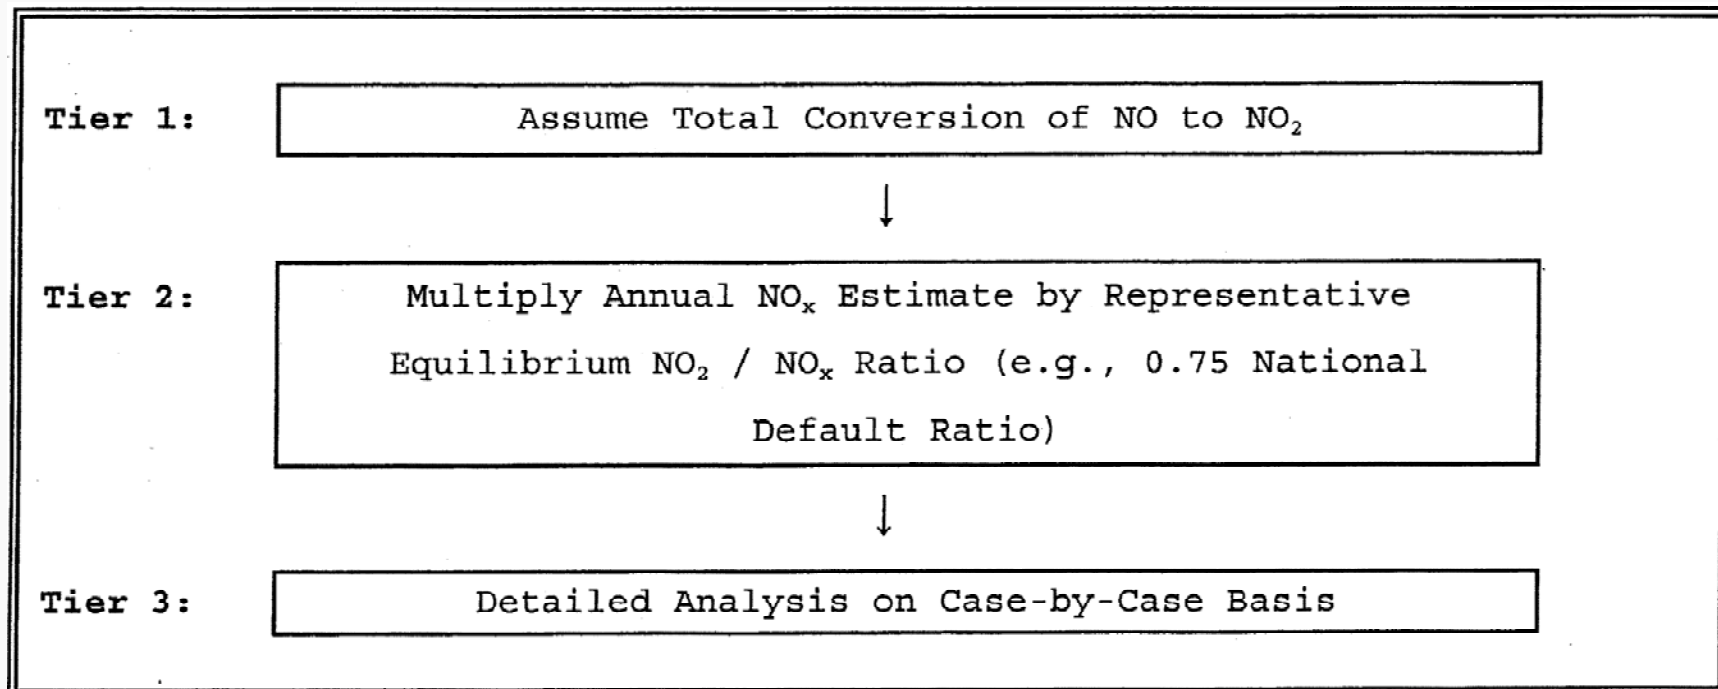 Tier 1: Assume Total Conversion of NO to NO₂
Tier 2: Multiply Annual NOₓ Estimate by Representative
Equilibrium NO₂ / NOₓ Ratio (e.g., 0.75 National
Default Ratio)
Tier 3: Detailed Analysis on Case-by-Case Basis